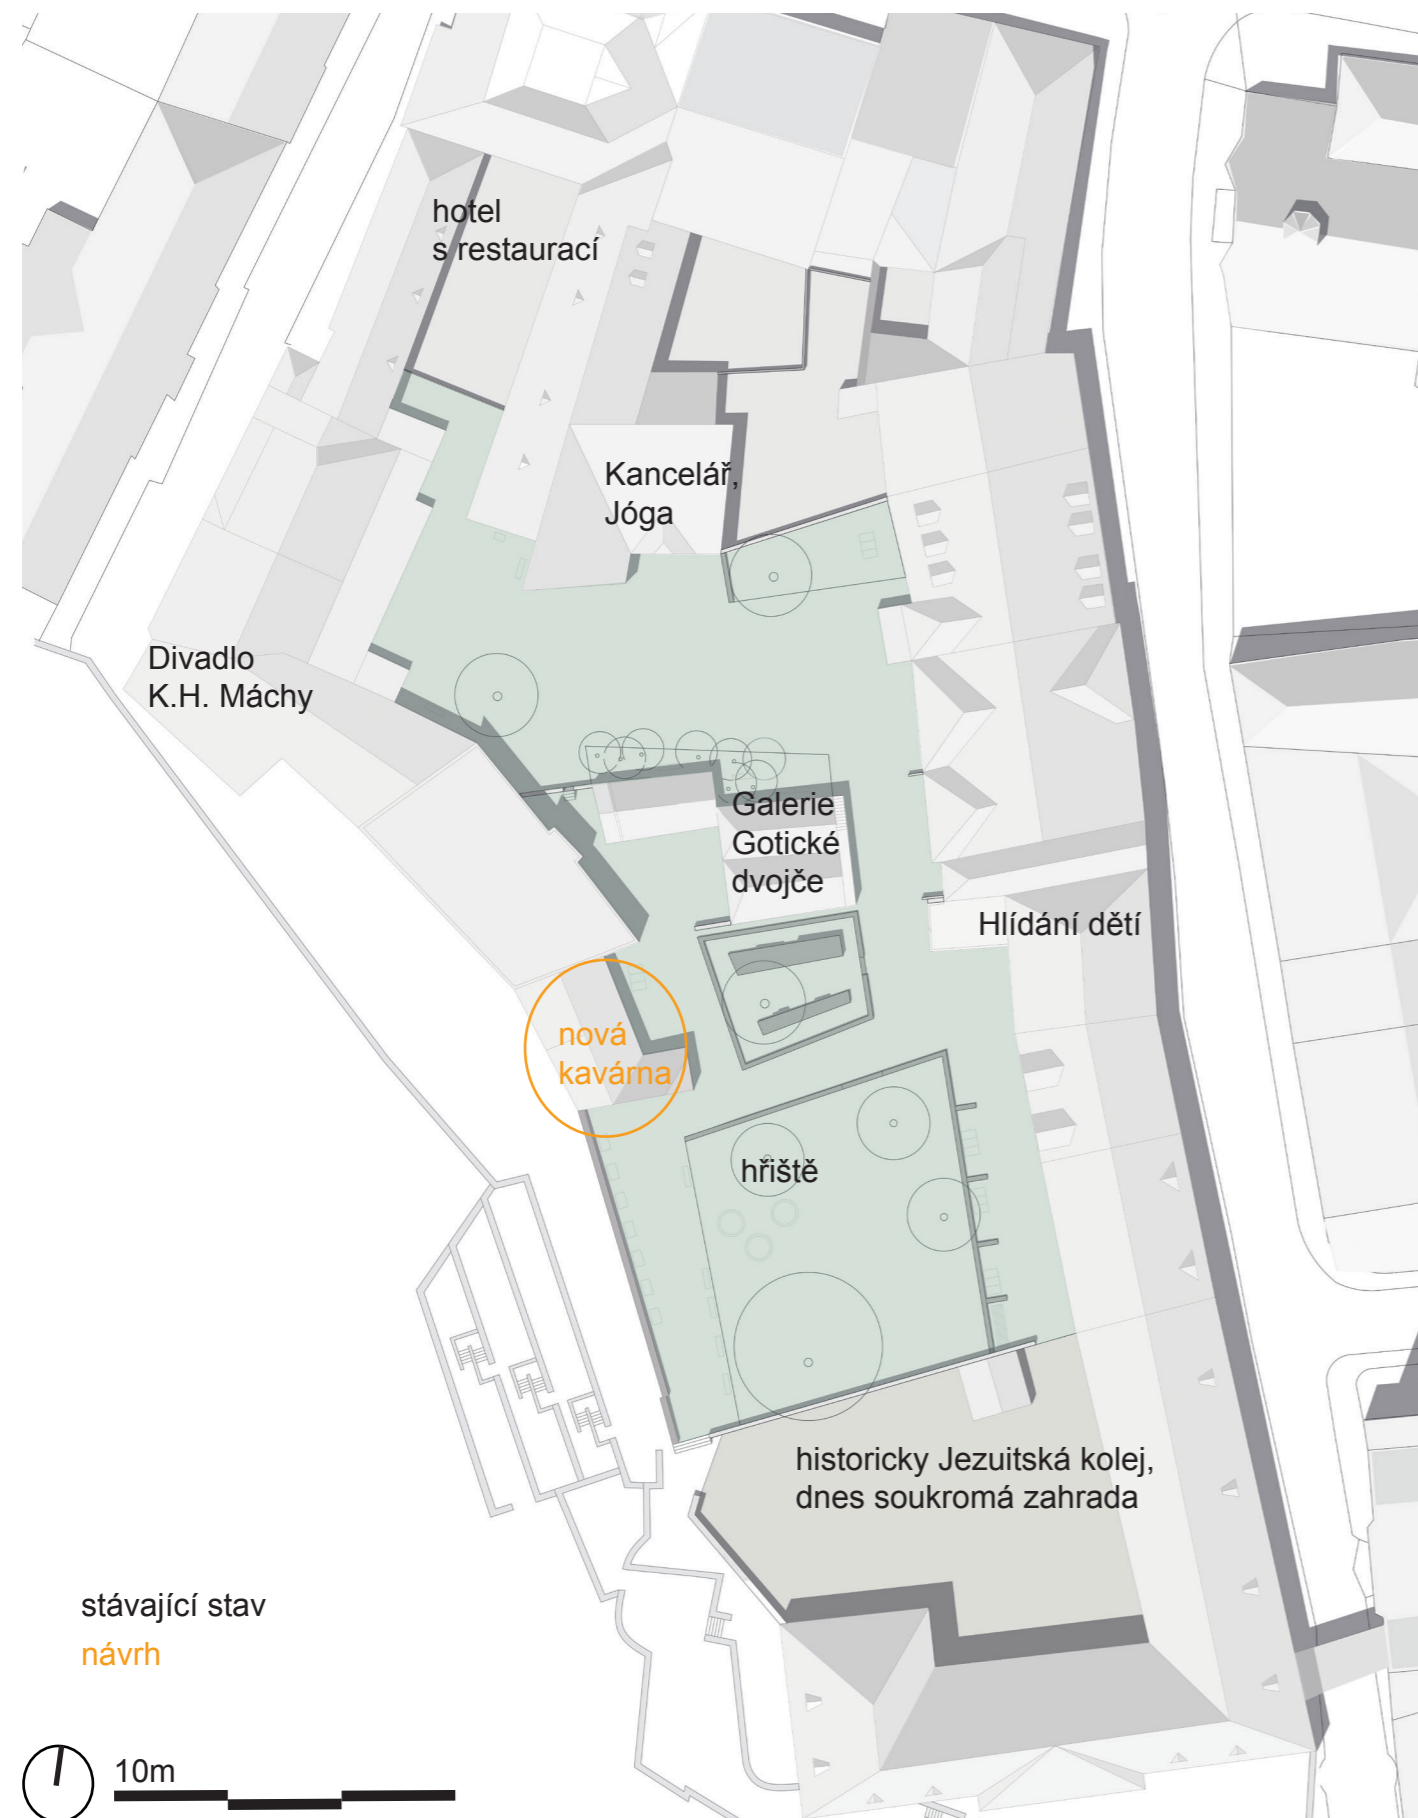 hotel
s restaurací
Kancelář,
Jóga
Divadlo
K.H. Máchy
Galerie
Gotické
dvojče
Hlídání dětí
nová
kavárna
hřiště
historicky Jezuitská kolej,
dnes soukromá zahrada
stávající stav
návrh
10m